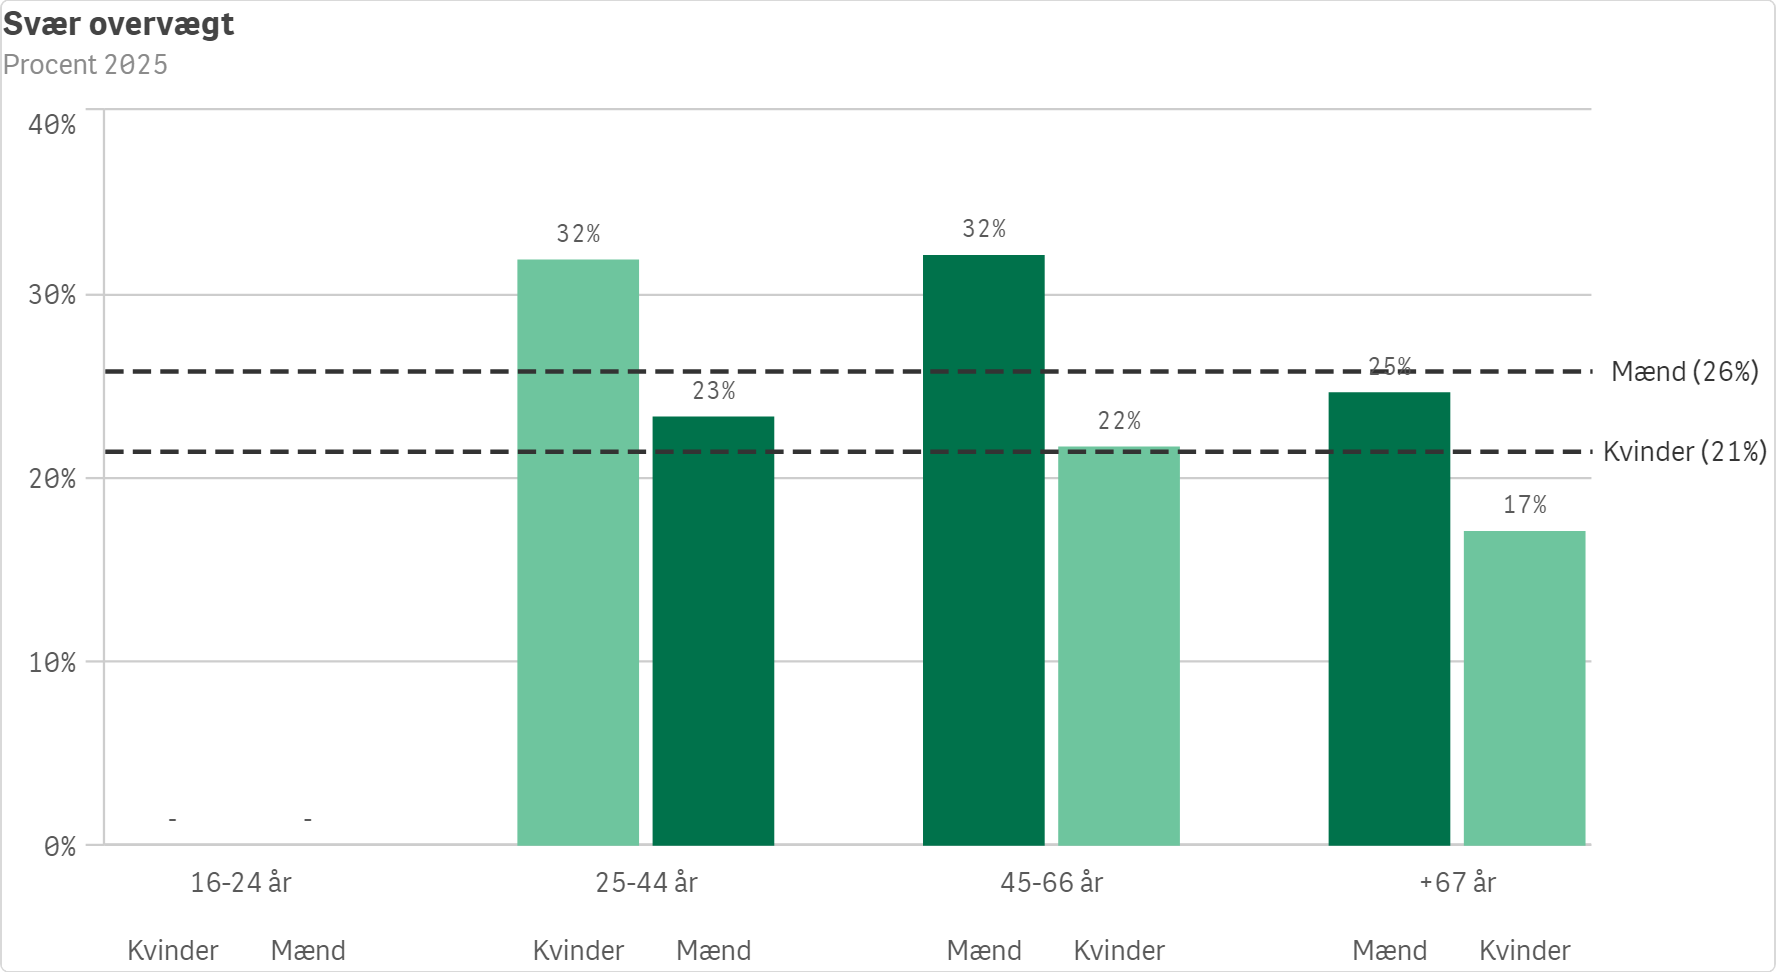 Svær overvægt
Procent 2025
40%
32%
32%
30%
25%
Mænd (26%)
23%
22%
Kvinder (21%)
20%
17%
10%
- -
0%
16-24 år 25-44 år 45-66 år +67 år
Kvinder Mænd Kvinder Mænd Mænd Kvinder Mænd Kvinder